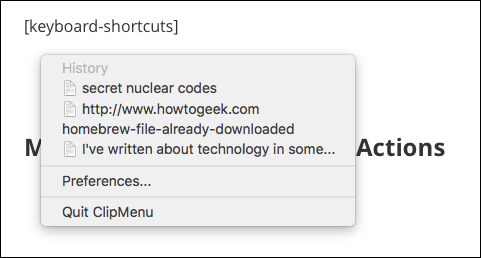 [keyboard-shortcuts]
History
secret nuclear codes
http://www.howtogeek.com
homebrew-file-already-downloaded
M Actions
I've written about technology in some...
Preferences...
Quit ClipMenu